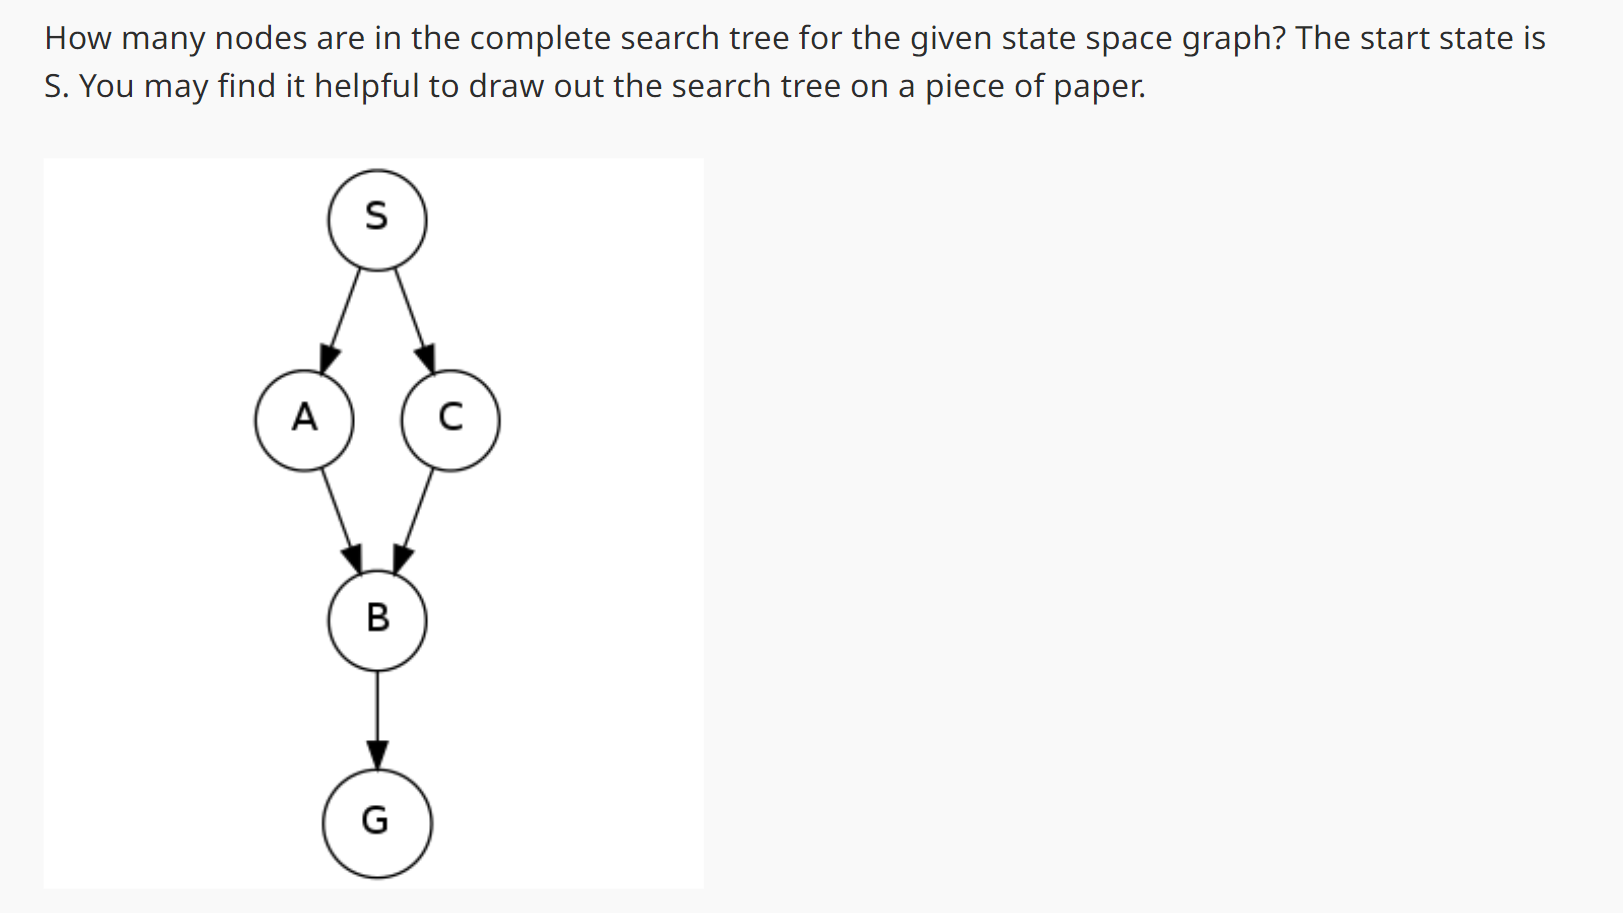 How many nodes are in the complete search tree for the given state space graph? The start state is
S. You may find it helpful to draw out the search tree on a piece of paper.
S
A
C
B
G